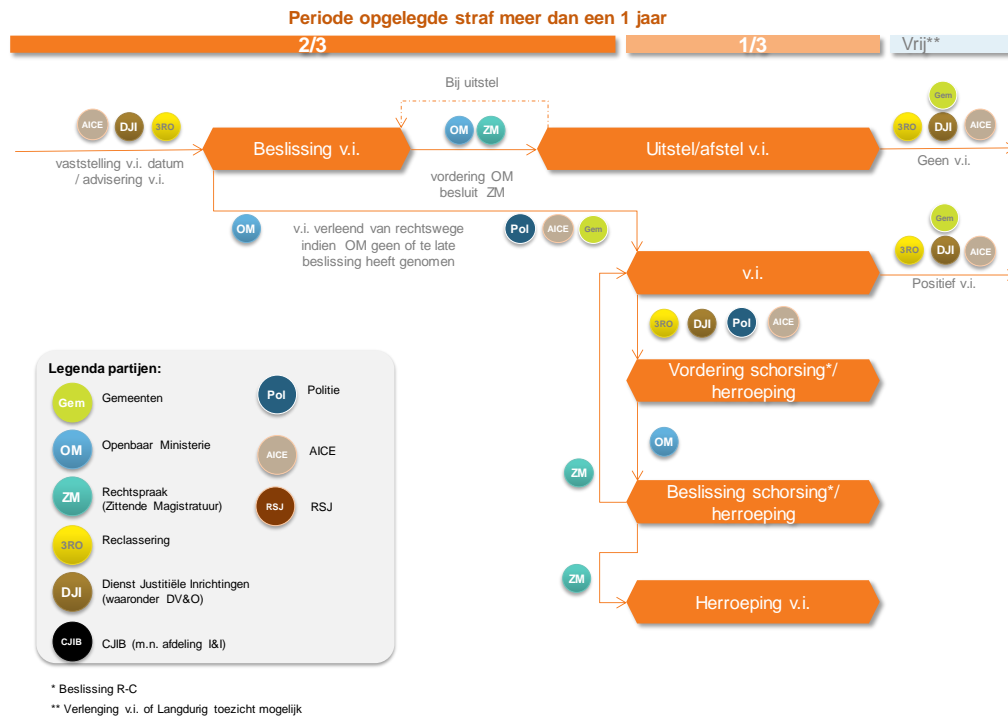 Periode opgelegde straf meer dan een 1 jaar
2/3
1/3
Vrij**
Bij uitstel
Gem
AICE
DJI
3RO
OM
ZM
3RO
DJI
AICE
Beslissing v.i.
Uitstel/afstel v.i.
vaststelling v.i. datum
/ advisering v.i.
vordering OM
besluit ZM
Geen v.i.
OM
v.i. verleend van rechtswege
indien OM geen of te late
beslissing heeft genomen
Pol
AICE
Gem
Gem
3RO
DJI
AICE
v.i.
Positief v.i.
3RO
DJI
Pol
AICE
Vordering schorsing*/
herroeping
OM
ZM
Beslissing schorsing*/
herroeping
ZM
Herroeping v.i.
Legenda partijen:
Gem
Gemeenten
Pol
Politie
OM
Openbaar Ministerie
AICE
AICE
ZM
Rechtspraak
(Zittende Magistratuur)
RSJ
RSJ
3RO
Reclassering
DJI
Dienst Justitiële Inrichtingen
(waaronder DV&O)
CJIB
CJIB (m.n. afdeling I&I)
* Beslissing R-C
** Verlenging v.i. of Langdurig toezicht mogelijk